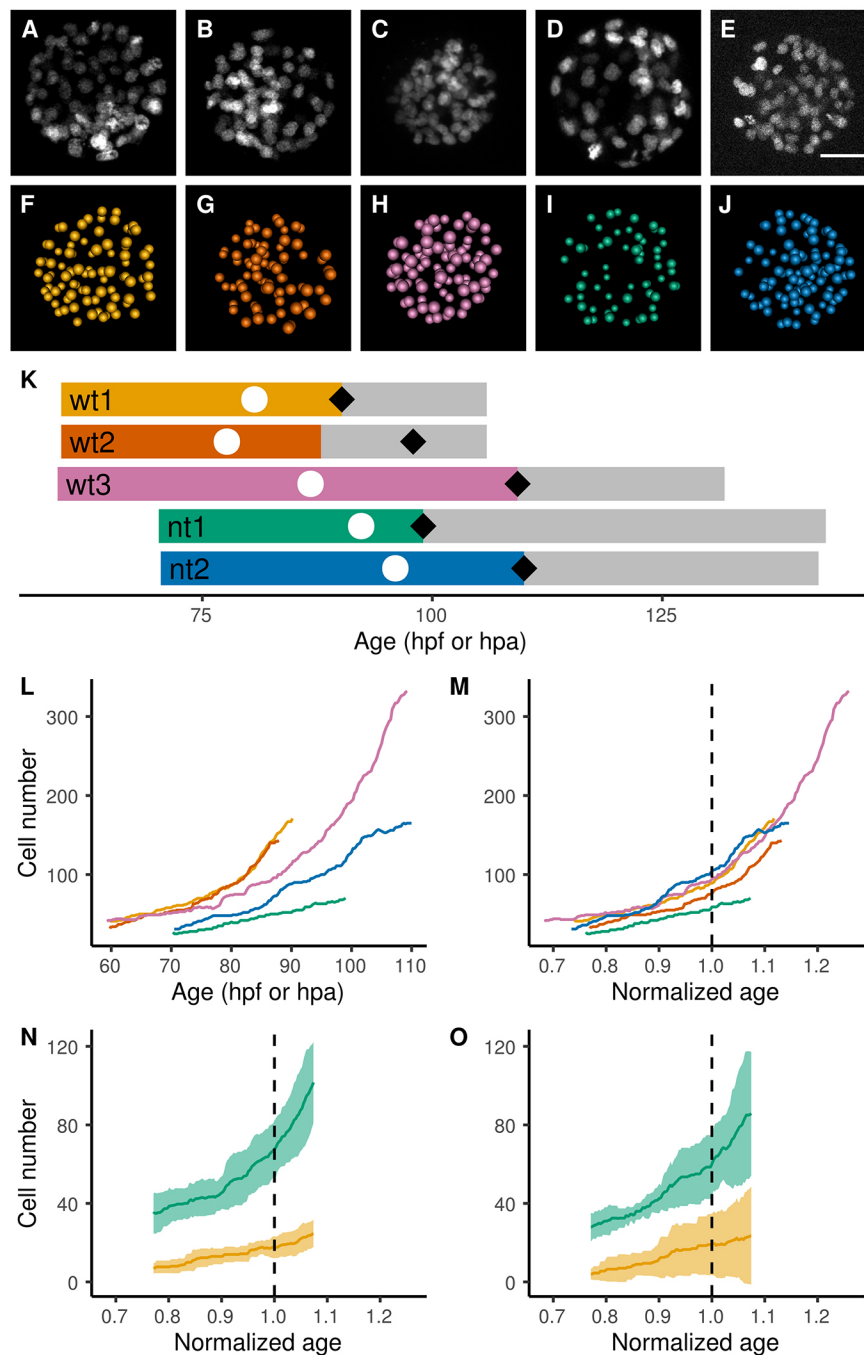 A B C D E
F G H I J
K
wt1
wt2
wt3
nt1
nt2
75 100 125
Age (hpf or hpa)
L M
Cell number
300
200
100
60 70 80 90 100 110
Age (hpf or hpa)
0.7 0.8 0.9 1.0 1.1 1.2
Normalized age
N O
Cell number
120
80
40
0
0.7 0.8 0.9 1.0 1.1 1.2
Normalized age
120
80
40
0
0.7 0.8 0.9 1.0 1.1 1.2
Normalized age